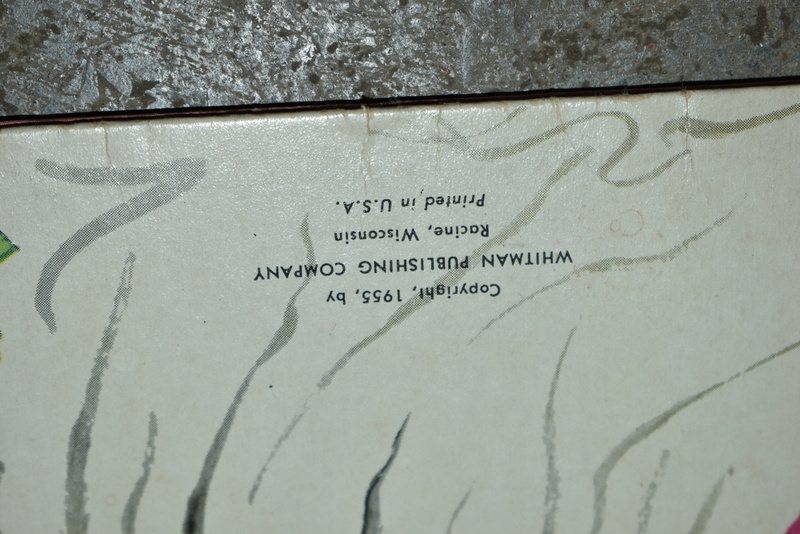 Copyright, 1955, by
WHITMAN PUBLISHING COMPANY
Racine, Wisconsin
Printed in U.S.A.